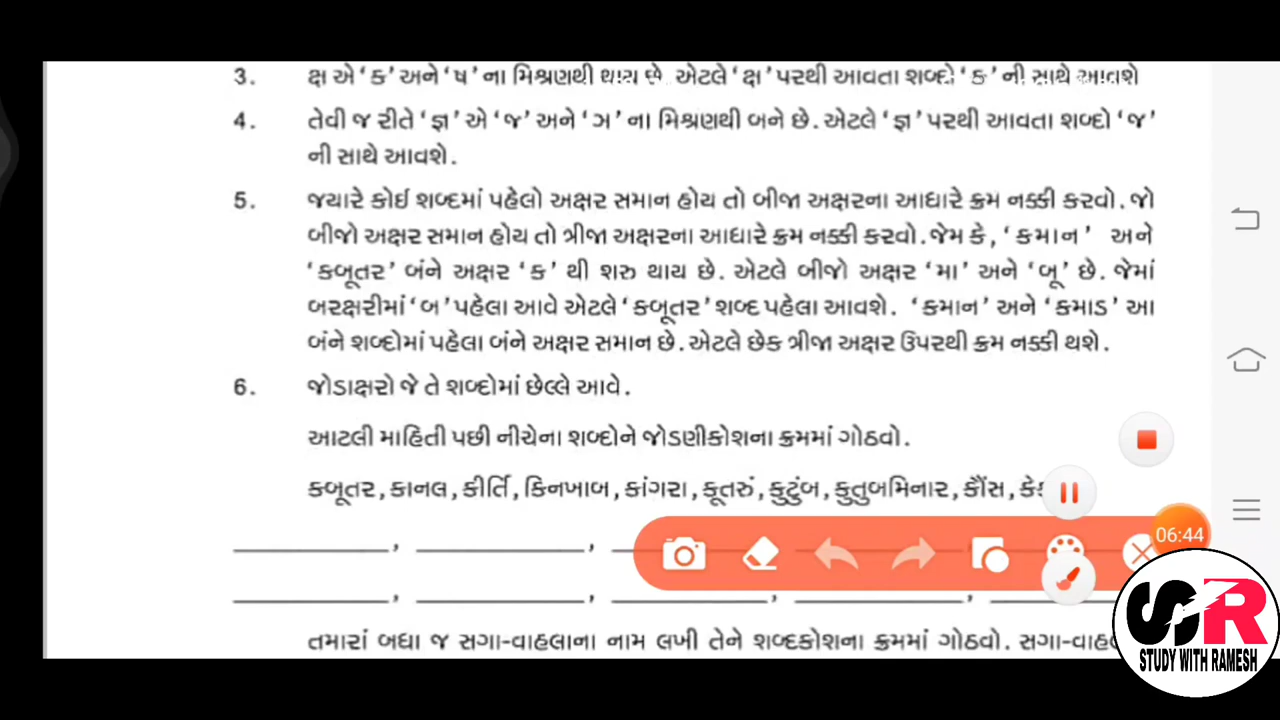 3. ક્ષ એ ‘ક’ અને ‘ષ’ ના મિશ્રણથી થાય છે. એટલે ‘ક્ષ’ પરથી આવતા શબ્દો ‘ક’ ની સાથે આવશે
4. તેવી જ રીતે ‘જ્ઞ’ એ ‘જ’ અને ‘ઞ’ ના મિશ્રણથી બને છે. એટલે ‘જ્ઞ’ પરથી આવતા શબ્દો ‘જ’
ની સાથે આવશે.
5. જયારે કોઈ શબ્દમાં પહેલો અક્ષર સમાન હોય તો બીજા અક્ષરના આધારે ક્રમ નક્કી કરવો. જો
બીજો અક્ષર સમાન હોય તો ત્રીજા અક્ષરના આધારે ક્રમ નક્કી કરવો. જેમ કે, ‘કમાન’ અને
‘કબૂતર’ બંને અક્ષર ‘ક’ થી શરુ થાય છે. એટલે બીજો અક્ષર ‘મા’ અને ‘બૂ’ છે. જેમાં
બરક્ષરીમાં ‘બ’ પહેલા આવે એટલે ‘કબૂતર’ શબ્દ પહેલા આવશે. ‘કમાન’ અને ‘કમાડ’ આ
બંને શબ્દોમાં પહેલા બંને અક્ષર સમાન છે. એટલે છેક ત્રીજા અક્ષર ઉપરથી ક્રમ નક્કી થશે.
6. જોડાક્ષરો જે તે શબ્દોમાં છેલ્લે આવે.
આટલી માહિતી પછી નીચેના શબ્દોને જોડણીકોશના ક્રમમાં ગોઠવો.
કબૂતર, કાનલ, કીર્તિ, કિનખાબ, કાંગરા, કૂતરું, કુટુંબ, કુતુબમિનાર, કૌંસ,
06:44
તમારાં બધા જ સગા-વાહલાના નામ લખી તેને શબ્દકોશના ક્રમમાં ગોઠવો.
SR
STUDY WITH RAMESH